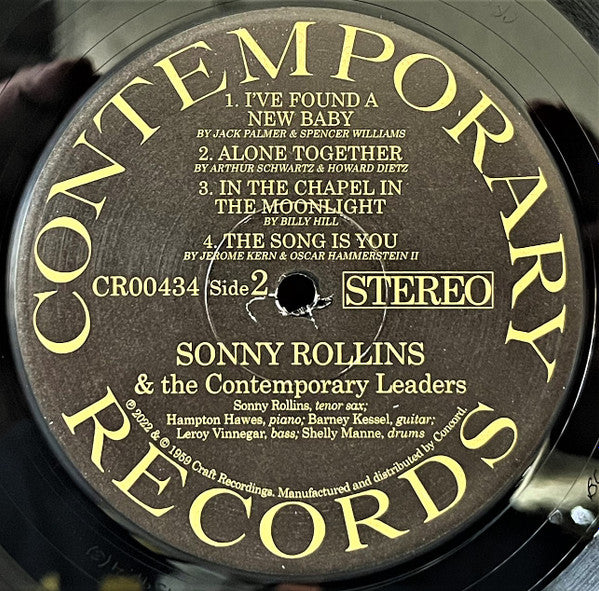 CONTEMPORARY
1. I'VE FOUND A
NEW BABY
BY JACK PALMER & SPENCER WILLIAMS
2. ALONE TOGETHER
BY ARTHUR SCHWARTZ & HOWARD DIETZ
3. IN THE CHAPEL IN
THE MOONLIGHT
BY BILLY HILL
4. THE SONG IS YOU
BY JEROME KERN & OSCAR HAMMERSTEIN II
CR00434 Side 2 STEREO
SONNY ROLLINS
& the Contemporary Leaders
Sonny Rollins, tenor sax;
Hampton Hawes, piano; Barney Kessel, guitar;
Leroy Vinnegar, bass; Shelly Manne, drums
℗ 2022 & © 1959 Craft Recordings. Manufactured and distributed by Concord.
RECORDS